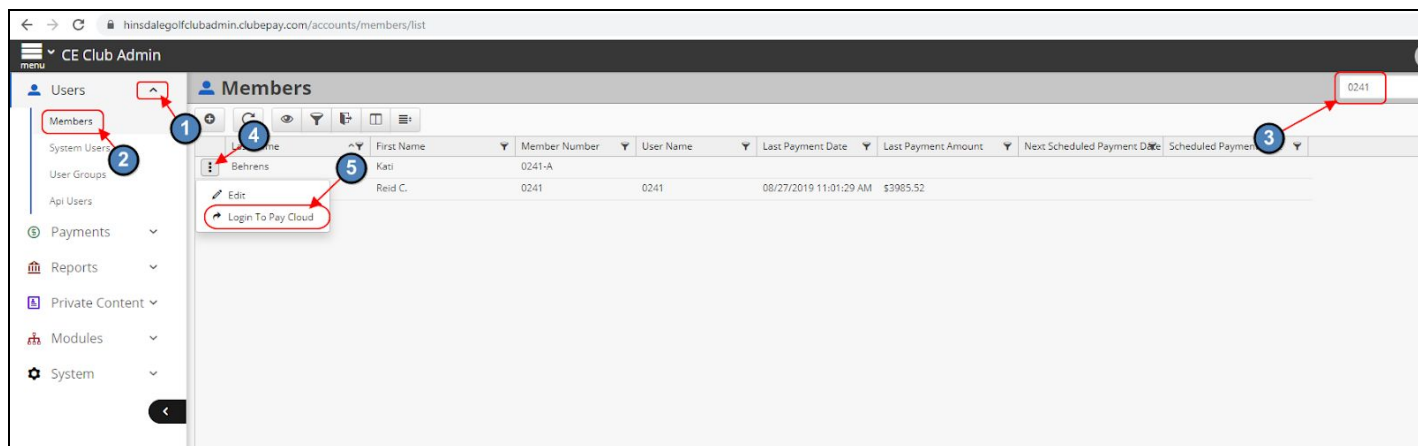 hinsdalegolfclubadmin.clubepay.com/accounts/members/list
menu CE Club Admin
Users
1
Members
0241
Members
2
System Users
User Groups
Api Users
3
4
First Name Member Number User Name Last Payment Date Last Payment Amount Next Scheduled Payment Date Scheduled
Behrens Kati 0241-A
5
Reid C. 0241 0241 08/27/2019 11:01:29 AM $3985.52
Edit
Login To Pay Cloud
Payments
Reports
Private Content
Modules
System